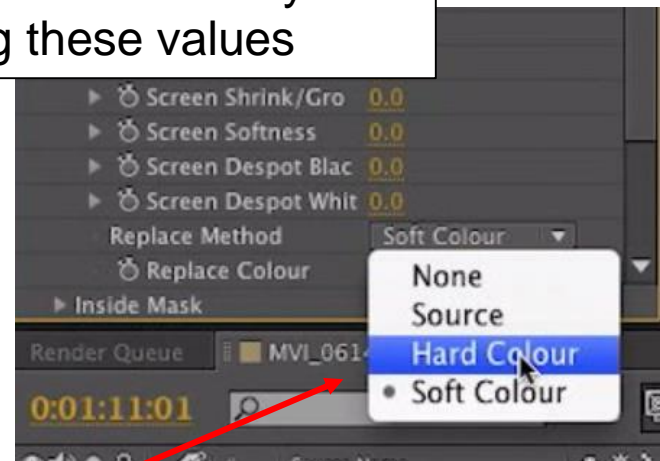 g these values
Screen Shrink/Gro 0.0
Screen Softness 0.0
Screen Despot Blac 0.0
Screen Despot Whit 0.0
Replace Method Soft Colour
Replace Colour
None
Inside Mask
Source
Render Queue MVI_0614
Hard Colour
Soft Colour
0:01:11:01